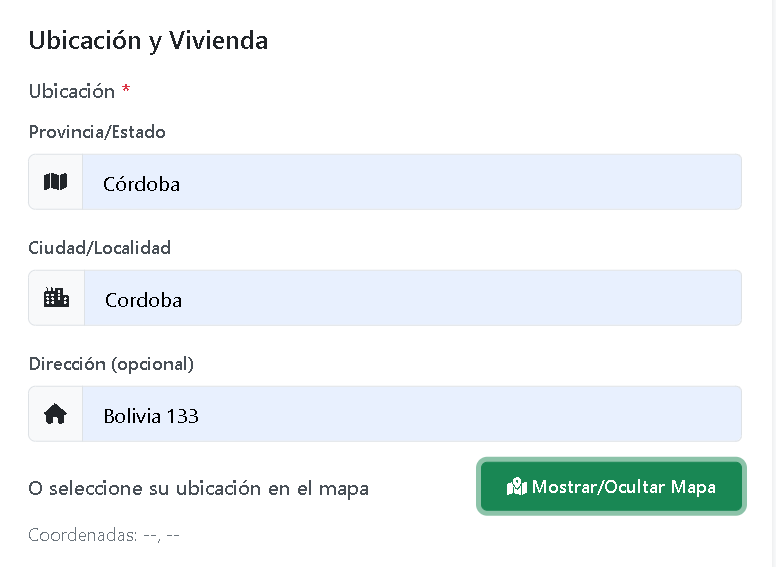 Ubicación y Vivienda
Ubicación *
Provincia/Estado
Córdoba
Ciudad/Localidad
Cordoba
Dirección (opcional)
Bolivia 133
O seleccione su ubicación en el mapa
Mostrar/Ocultar Mapa
Coordenadas: --, --